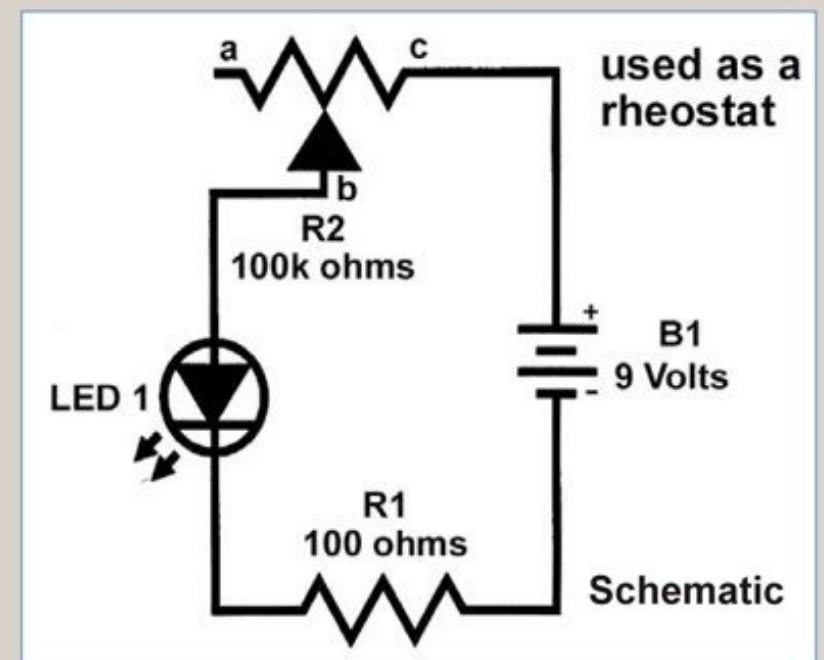 a
c
used as a
rheostat
b
R2
100k ohms
+
B1
9 Volts
-
LED 1
R1
100 ohms
Schematic